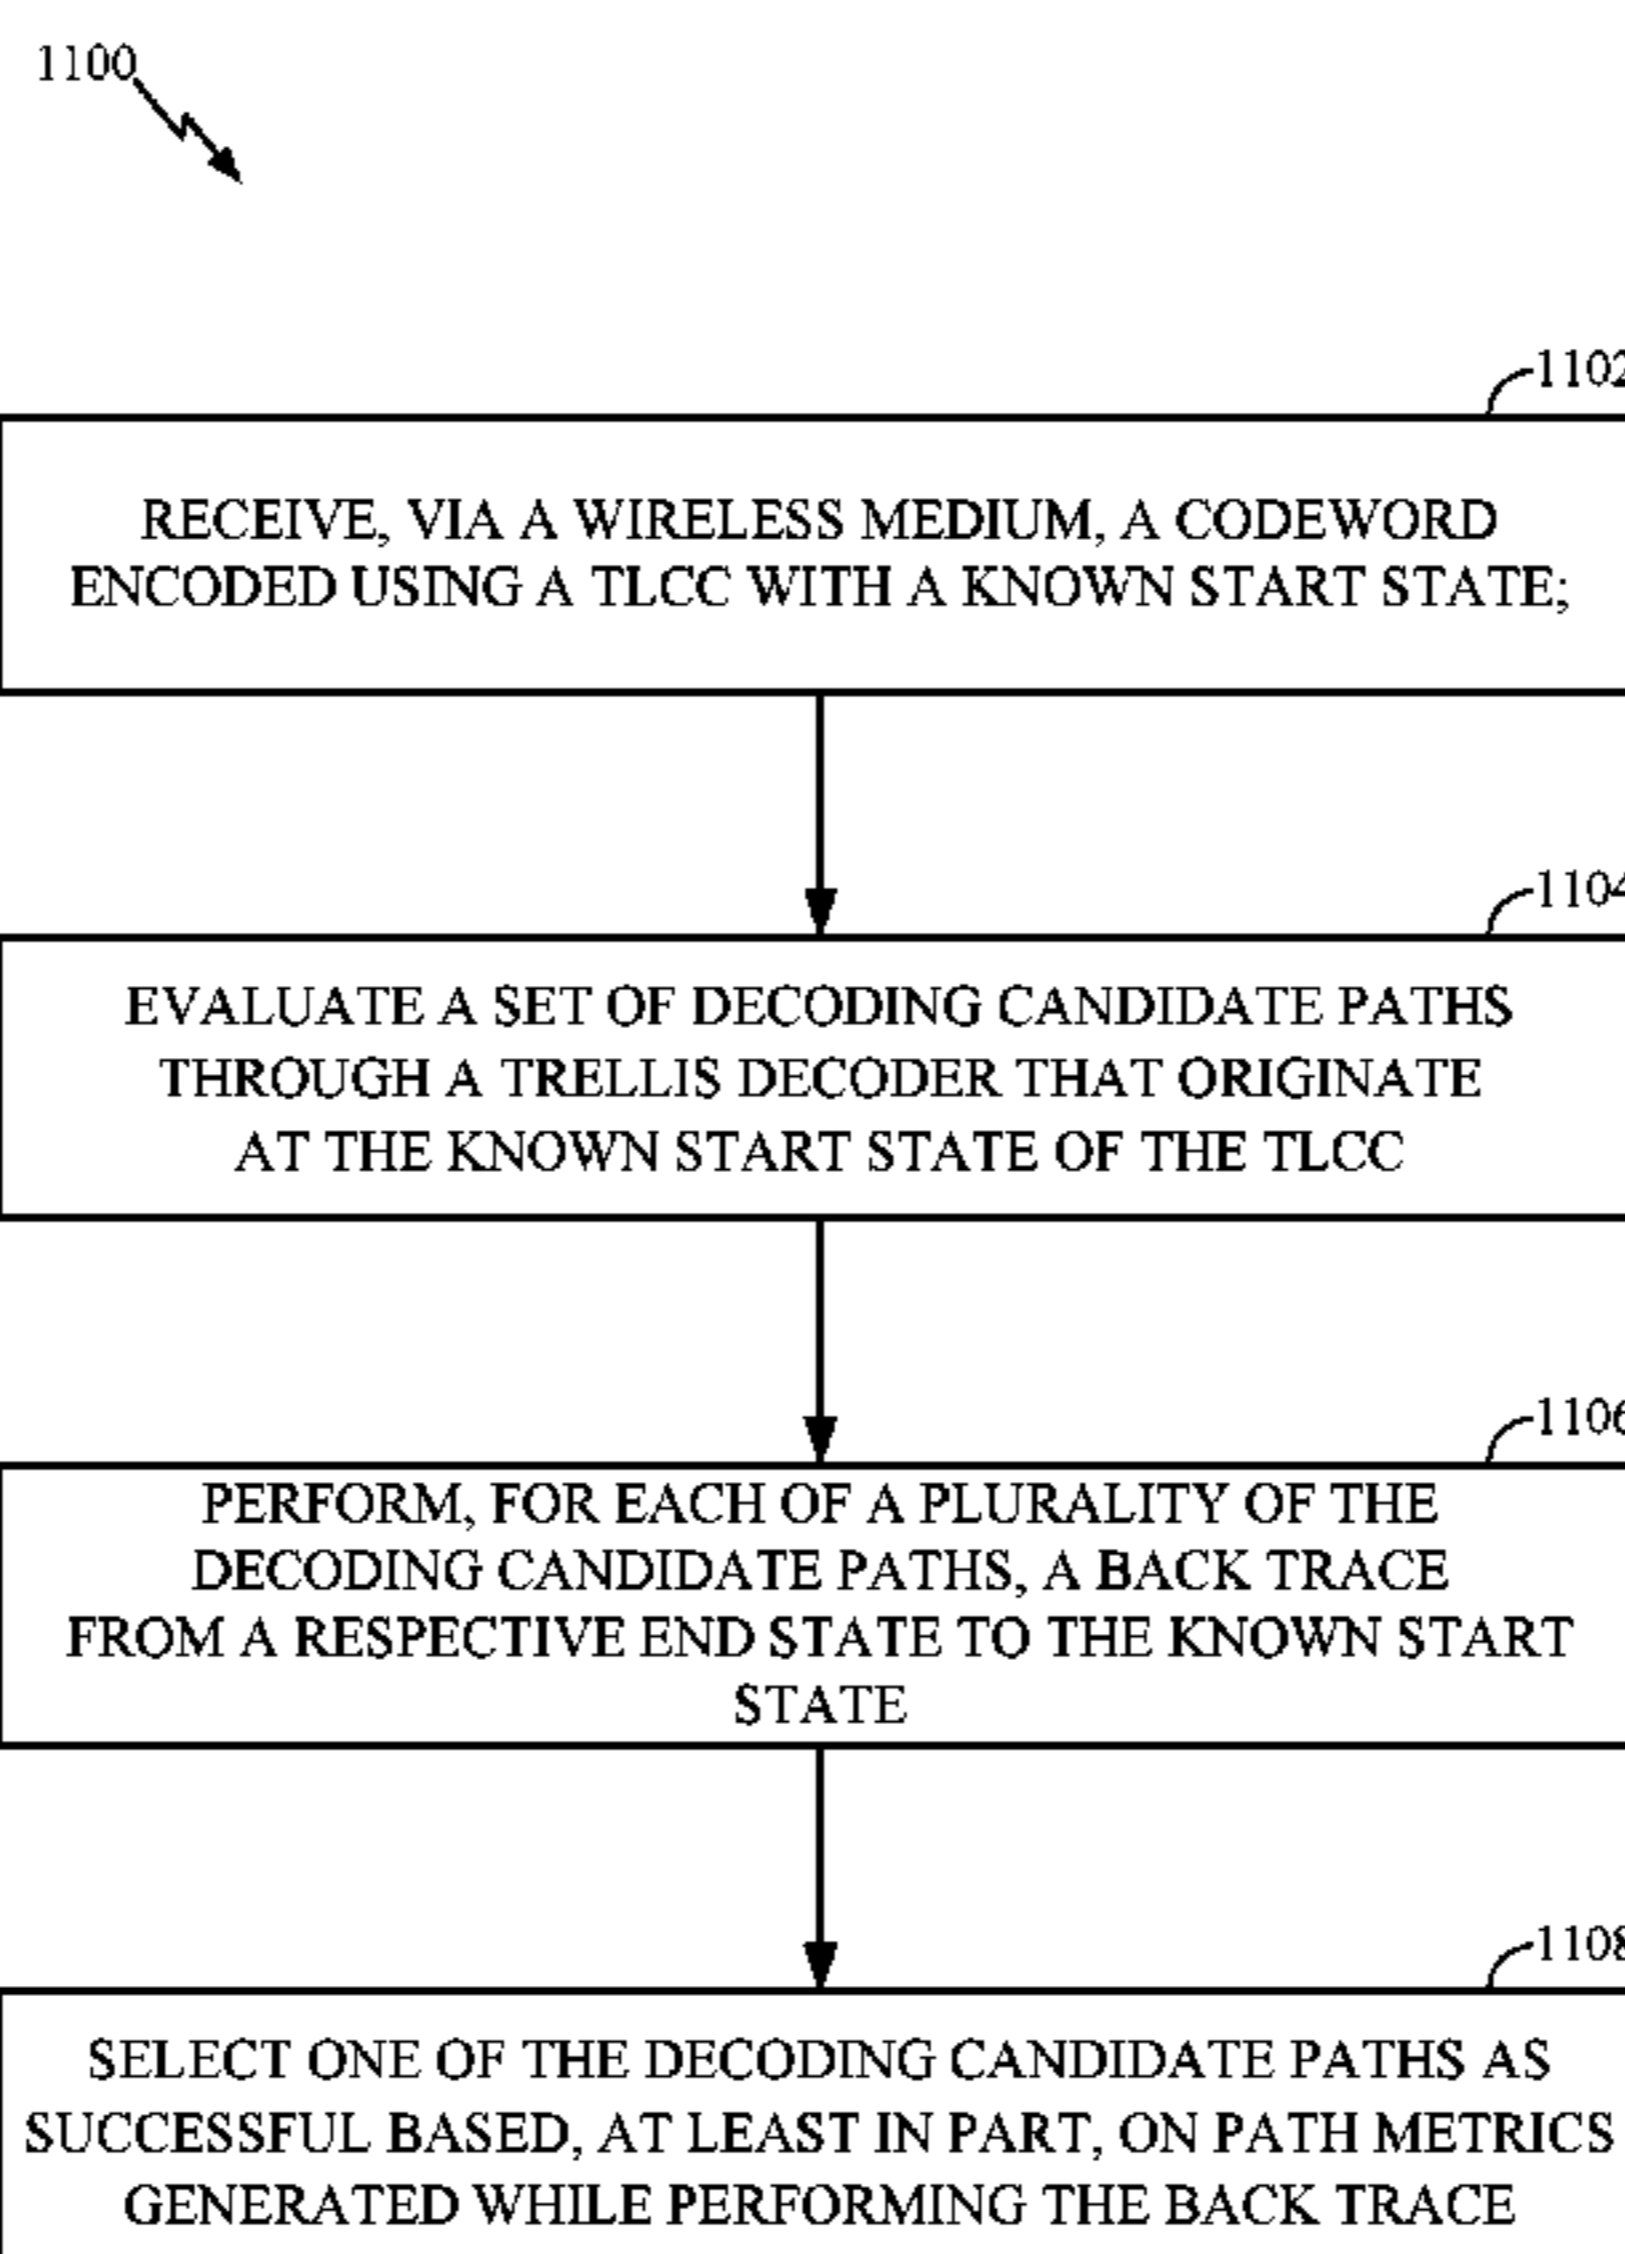 1100
1102
RECEIVE, VIA A WIRELESS MEDIUM, A CODEWORD
ENCODED USING A TLCC WITH A KNOWN START STATE;
1104
EVALUATE A SET OF DECODING CANDIDATE PATHS
THROUGH A TRELLIS DECODER THAT ORIGINATE
AT THE KNOWN START STATE OF THE TLCC
1106
PERFORM, FOR EACH OF A PLURALITY OF THE
DECODING CANDIDATE PATHS, A BACK TRACE
FROM A RESPECTIVE END STATE TO THE KNOWN START
STATE
1108
SELECT ONE OF THE DECODING CANDIDATE PATHS AS
SUCCESSFUL BASED, AT LEAST IN PART, ON PATH METRICS
GENERATED WHILE PERFORMING THE BACK TRACE